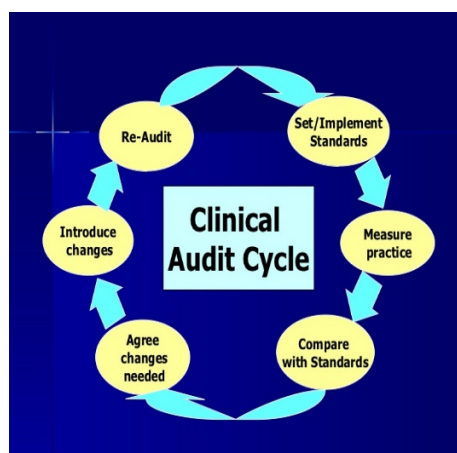 Clinical
Audit Cycle
Set/Implement
Standards
Measure
practice
Compare
with Standards
Agree
changes
needed
Introduce
changes
Re-Audit